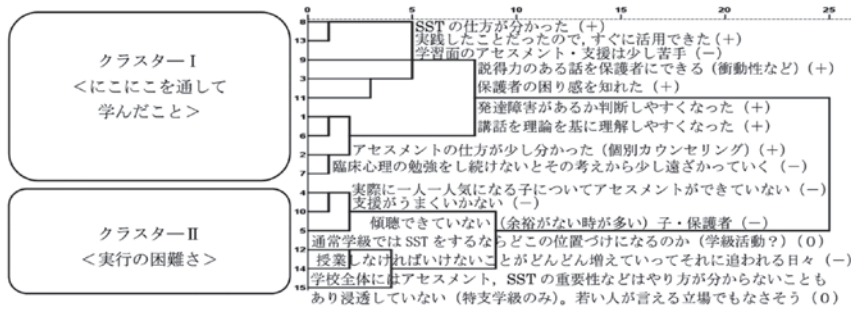 0 5 10 15 20 25
クラスターⅠ
＜にこにこを通して
学んだこと＞
8 SSTの仕方が分かった（+）
13 実践したことだったので，すぐに活用できた（+）
9 学習面のアセスメント・支援は少し苦手（−）
3 説得力のある話を保護者にできる（衝動性など）（+）
11 保護者の困り感を知れた（+）
1 発達障害があるか判断しやすくなった（+）
6 講話を理論を基に理解しやすくなった（+）
2 アセスメントの仕方が少し分かった（個別カウンセリング）（+）
7 臨床心理の勉強をし続けないとその考えから少し遠ざかっていく（−）
クラスターⅡ
＜実行の困難さ＞
4 実際に一人一人気になる子についてアセスメントができていない（−）
10 支援がうまくいかない（−）
5 傾聴できていない（余裕がない時が多い）子・保護者（−）
12 通常学級ではSSTをするならどこの位置づけになるのか（学級活動？）（0）
14 授業しなければいけないことがどんどん増えていってそれに追われる日々（−）
15 学校全体にはアセスメント，SSTの重要性などはやり方が分からないことも
あり浸透していない（特支学級のみ）。若い人が言える立場でもなさそう（0）